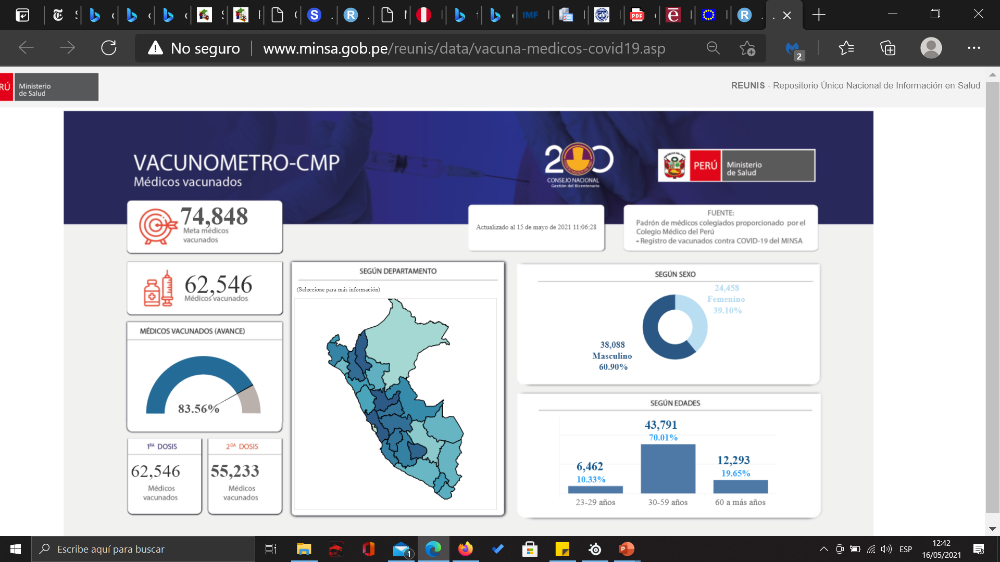 No seguro
www.minsa.gob.pe/reunis/data/vacuna-medicos-covid19.asp
2
IMF
PDF
RÚ
Ministerio
de Salud
REUNIS - Repositorio Único Nacional de Información en Salud
VACUNOMETRO-CMP
Médicos vacunados
200
CONSEJO NACIONAL
Gestión del Bicentenario
PERÚ
Ministerio
de Salud
74,848
Meta médicos
vacunados
Actualizado al 15 de mayo de 2021 11:06:28
FUENTE:
Padrón de médicos colegiados proporcionado por el
Colegio Médico del Perú
- Registro de vacunados contra COVID-19 del MINSA
62,546
Médicos vacunados
MÉDICOS VACUNADOS (AVANCE)
83.56%
1RA DOSIS
62,546
Médicos
vacunados
2DA DOSIS
55,233
Médicos
vacunados
SEGÚN DEPARTAMENTO
(Seleccione para más información)
SEGÚN SEXO
24,458
Femenino
39.10%
38,088
Masculino
60.90%
SEGÚN EDADES
6,462
10.33%
43,791
70.01%
12,293
19.65%
23-29 años
30-59 años
60 a más años
Escribe aquí para buscar
1
ESP
12:42
16/05/2021